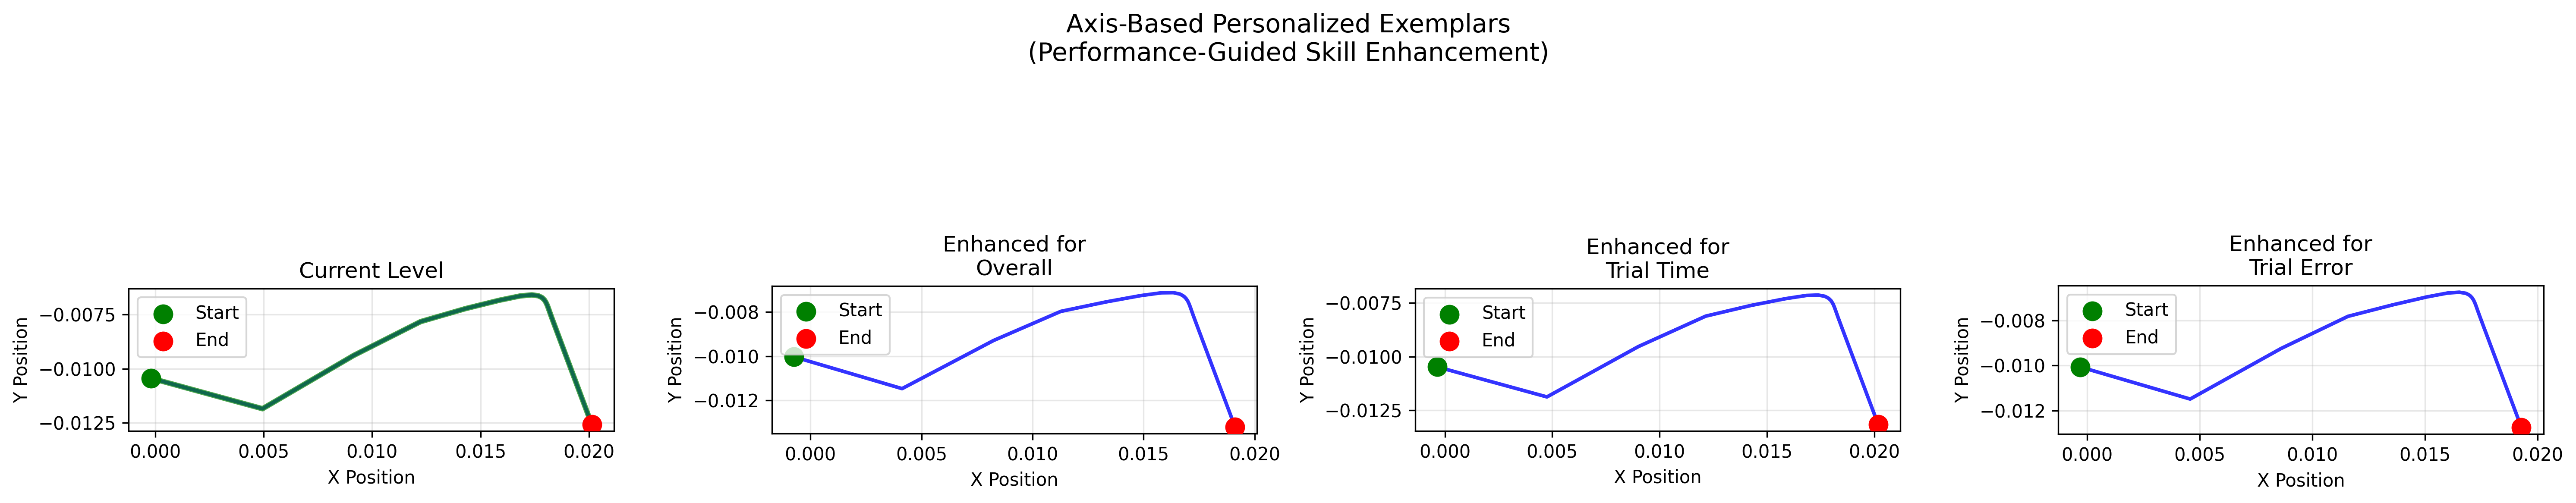 Axis-Based Personalized Exemplars
(Performance-Guided Skill Enhancement)
Current Level
Start
End
−0.0075
−0.0100
−0.0125
Y Position
0.000 0.005 0.010 0.015 0.020
X Position
Enhanced for
Overall
Start
End
−0.008
−0.010
−0.012
Y Position
0.000 0.005 0.010 0.015 0.020
X Position
Enhanced for
Trial Time
Start
End
−0.0075
−0.0100
−0.0125
Y Position
0.000 0.005 0.010 0.015 0.020
X Position
Enhanced for
Trial Error
Start
End
−0.008
−0.010
−0.012
Y Position
0.000 0.005 0.010 0.015 0.020
X Position